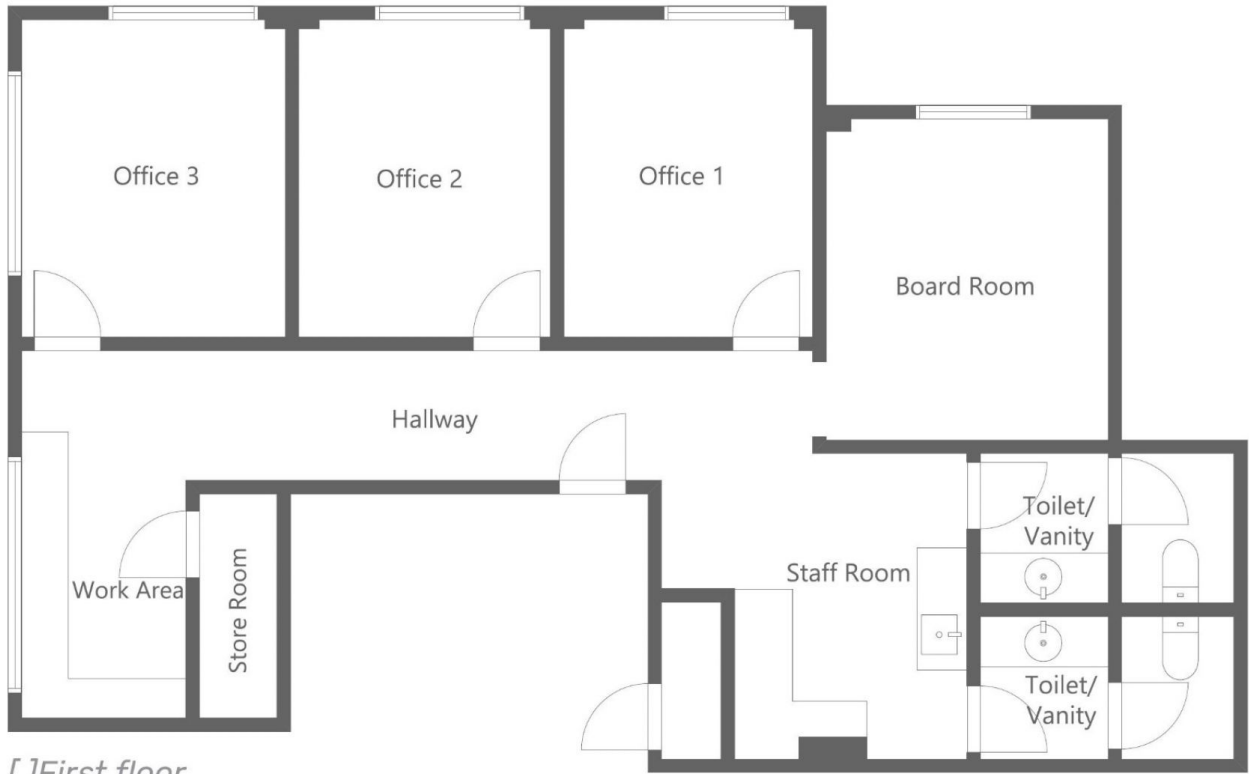 Office 3
Office 2
Office 1
Board Room
Hallway
Toilet/
Vanity
Staff Room
Work Area
Store Room
Toilet/
Vanity
[ ]First floor